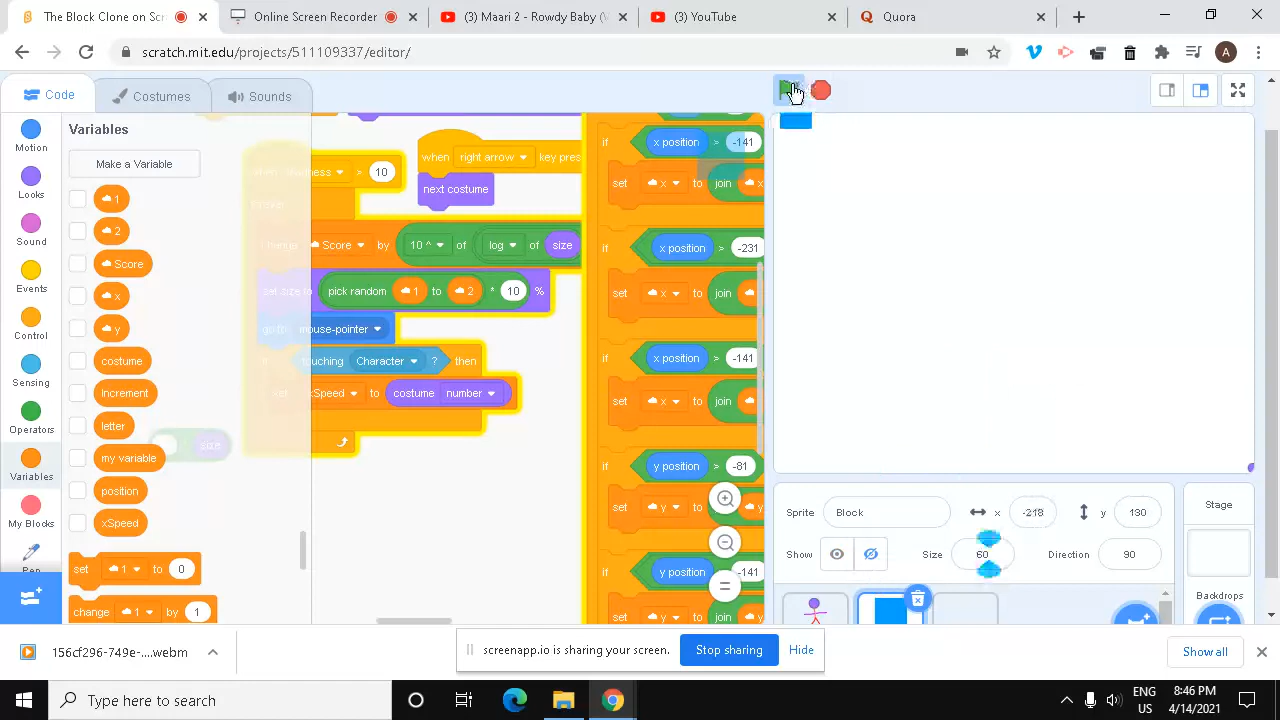 The Block Clone on S
Online Screen Recorder
(3) Maari 2 - Rowdy Baby (
(3) YouTube
Quora
scratch.mit.edu/projects/511109337/editor/
A
Code
Costumes
Sounds
Motion
Looks
Sound
Events
Control
Sensing
Operators
Variables
My Blocks
Pen
Variables
Make a Variable
1
2
Score
x
y
costume
increment
letter
my variable
position
xSpeed
set 1 to 0
change 1 by 1
> 10
when right arrow key pres
next costume
Score by 10 ^ of log of size
set size to pick random 1 to 2 * 10 %
mouse-pointer
touching Character ? then
xSpeed to costume number
size
if x position > -141
set x to join x
if x position > -231
set x to join
if x position > -141
set x to join
if y position > -81
set y to
if y position > -141
set y to join
Sprite Block x -218 y 130
Show Size 60 Direction 90
Stage
Backdrops
156cf296-749e-....webm
screenapp.io is sharing your screen.
Stop sharing
Hide
Show all
Type here to search
ENG
US
8:46 PM
4/14/2021